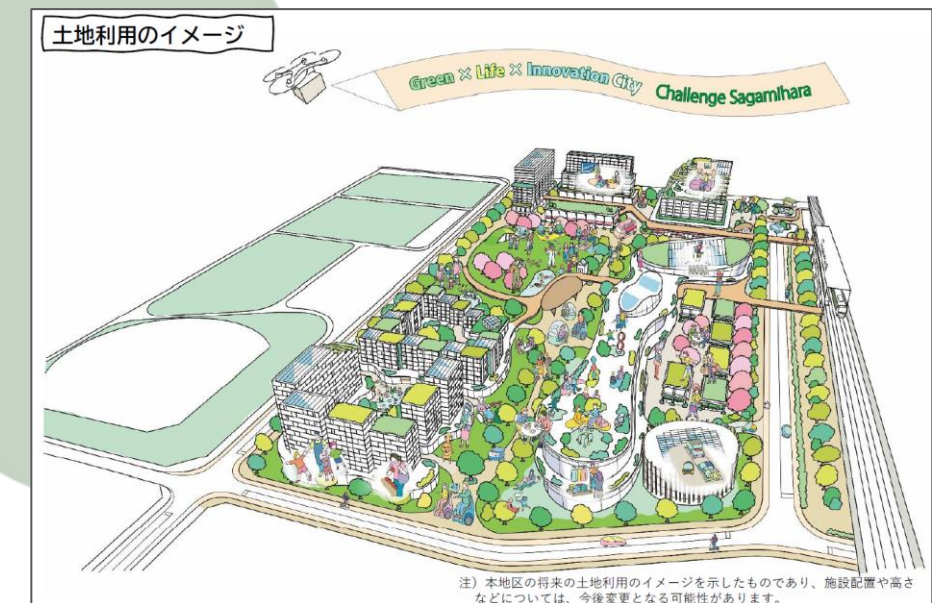 土地利用のイメージ
Green × Life × Innovation City Challenge Sagamihara
注）本地区の将来の土地利用のイメージを示したものであり、施設配置や高さ
などについては、今後変更となる可能性があります。